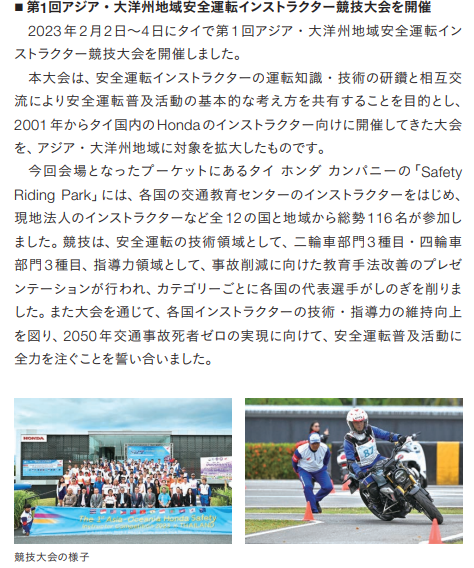 ■ 第1回アジア・大洋州地域安全運転インストラクター競技大会を開催
2023年2月2日～4日にタイで第1回アジア・大洋州地域安全運転イン
ストラクター競技大会を開催しました。
本大会は、安全運転インストラクターの運転知識・技術の研鑽と相互交
流により安全運転普及活動の基本的な考え方を共有することを目的とし、
2001年からタイ国内のHondaのインストラクター向けに開催してきた大会
を、アジア・大洋州地域に対象を拡大したものです。
今回会場となったプーケットにあるタイ ホンダ カンパニーの「Safety
Riding Park」には、各国の交通教育センターのインストラクターをはじめ、
現地法人のインストラクターなど全12の国と地域から総勢116名が参加し
ました。競技は、安全運転の技術領域として、二輪車部門3種目・四輪車
部門3種目、指導力領域として、事故削減に向けた教育手法改善のプレゼ
ンテーションが行われ、カテゴリーごとに各国の代表選手がしのぎを削りま
した。また大会を通じて、各国インストラクターの技術・指導力の維持向上
を図り、2050年交通事故死者ゼロの実現に向けて、安全運転普及活動に
全力を注ぐことを誓い合いました。
HONDA
The 1st Asia-Oceania Honda Safety
87
競技大会の様子